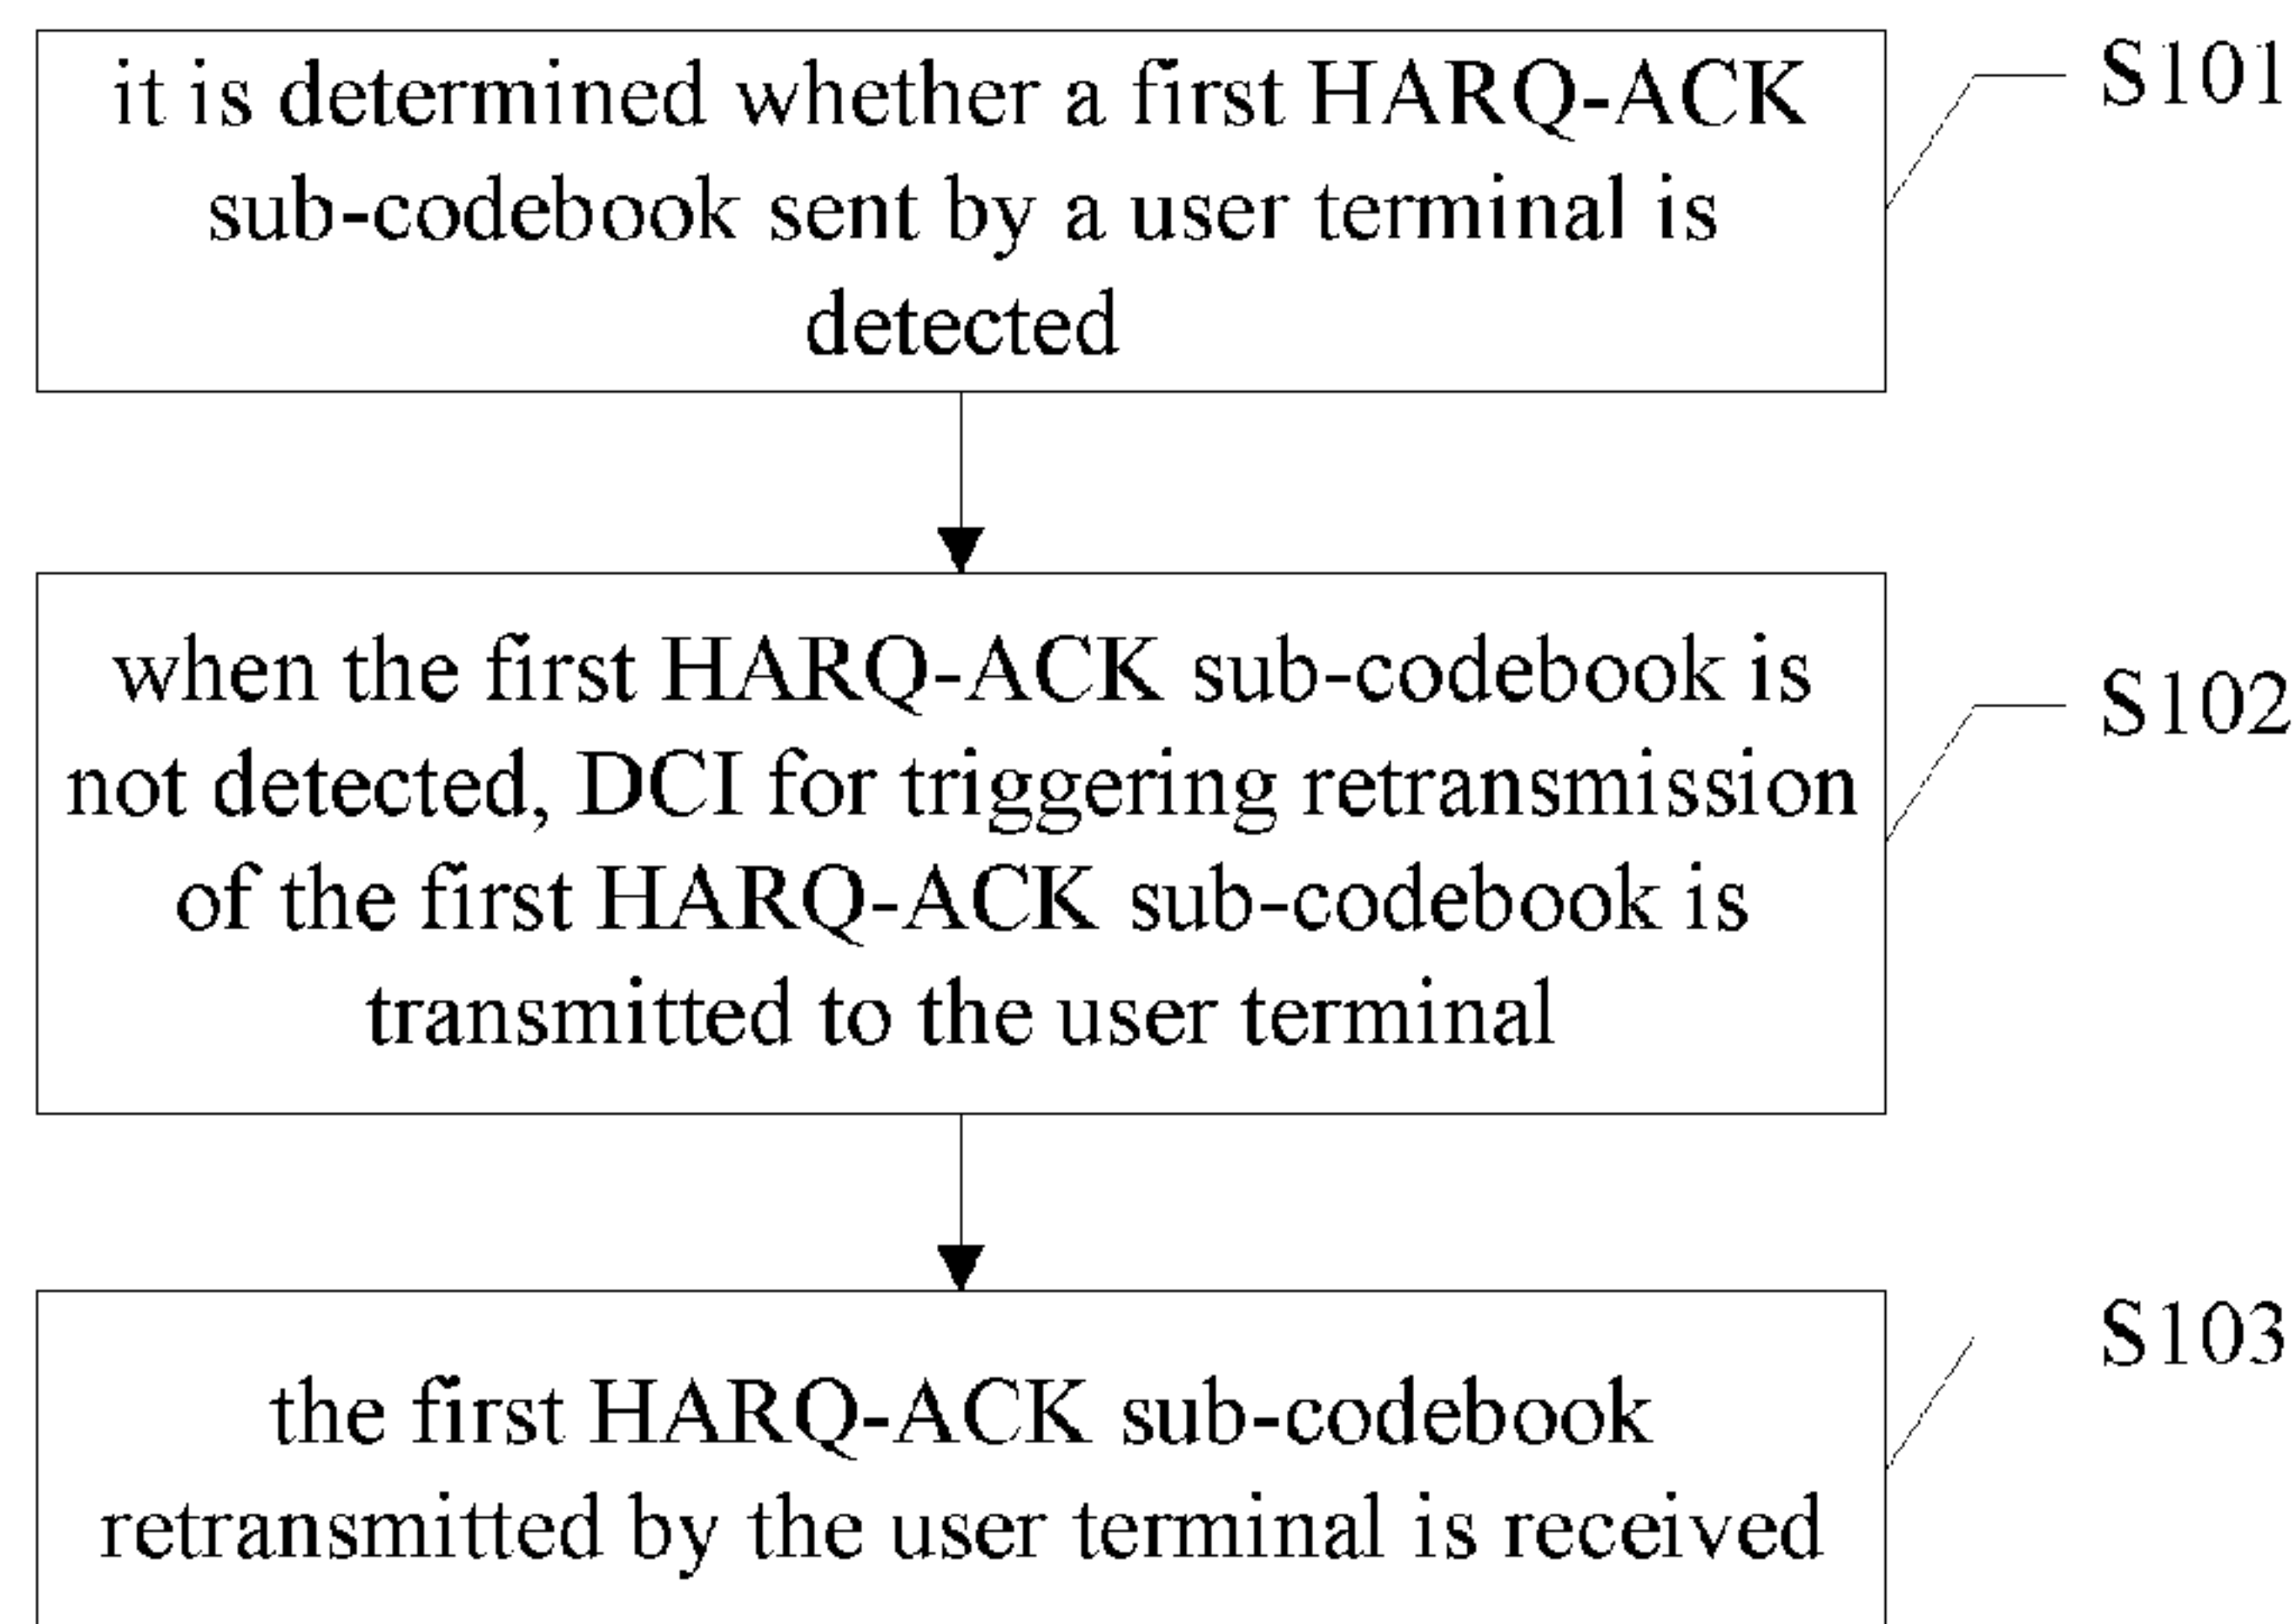 it is determined whether a first HARQ-ACK
sub-codebook sent by a user terminal is
detected
S101
when the first HARQ-ACK sub-codebook is
not detected, DCI for triggering retransmission
of the first HARQ-ACK sub-codebook is
transmitted to the user terminal
S102
the first HARQ-ACK sub-codebook
retransmitted by the user terminal is received
S103